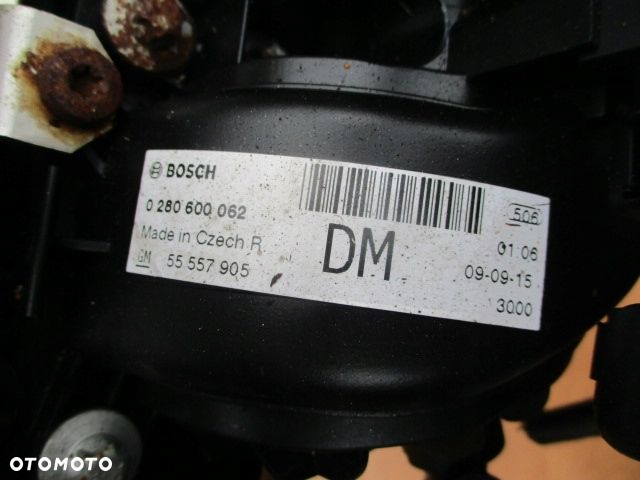 BOSCH
0 280 600 062
Made in Czech R
GM 55 557 905
DM
506
01 06
09-09-15
3000
OTOMOTO